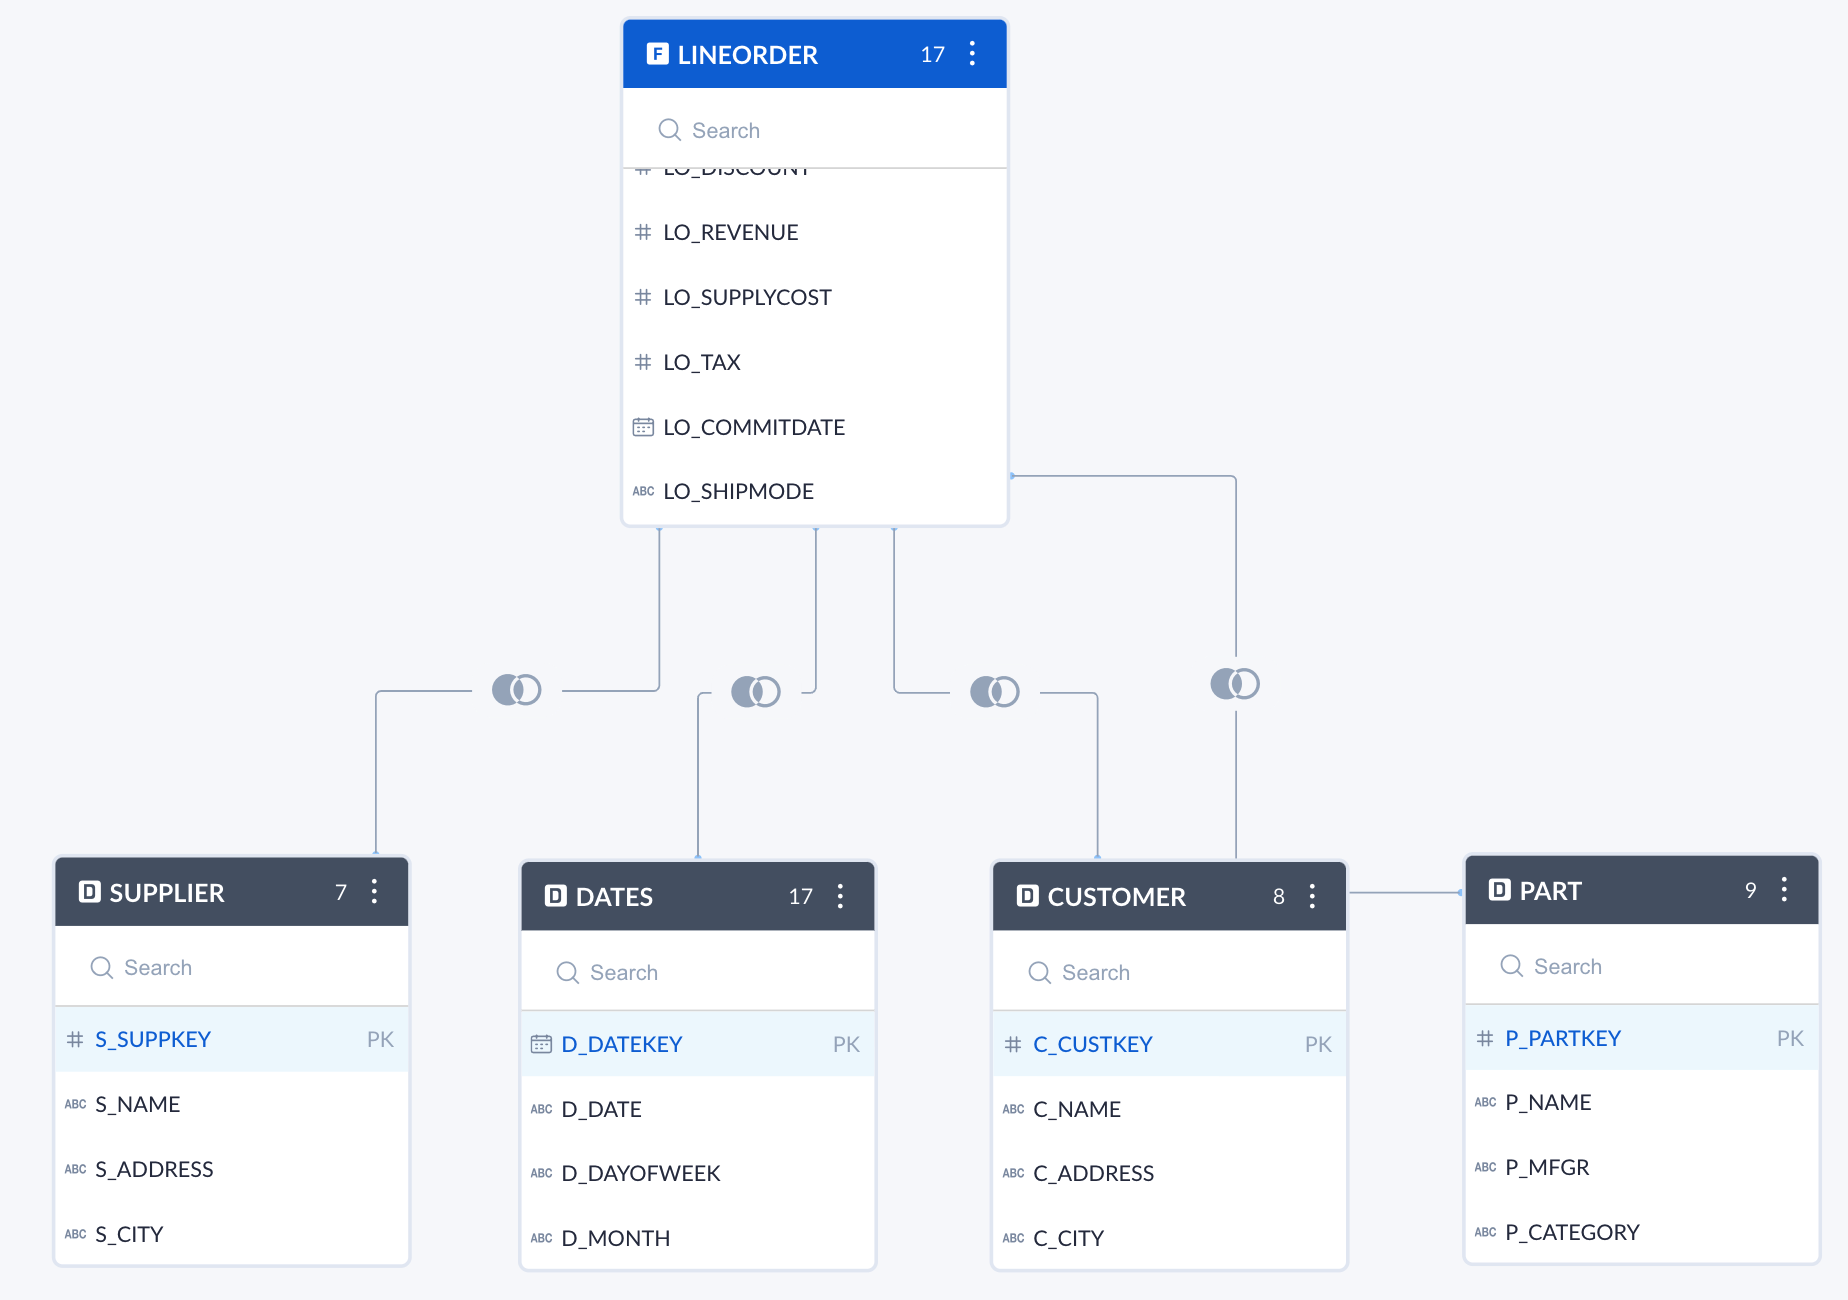 F LINEORDER 17
Search
LO_DISCOUNT
# LO_REVENUE
# LO_SUPPLYCOST
# LO_TAX
LO_COMMITDATE
ABC LO_SHIPMODE
D SUPPLIER 7
Search
# S_SUPPKEY PK
ABC S_NAME
ABC S_ADDRESS
ABC S_CITY
D DATES 17
Search
D_DATEKEY PK
ABC D_DATE
ABC D_DAYOFWEEK
ABC D_MONTH
D CUSTOMER 8
Search
# C_CUSTKEY PK
ABC C_NAME
ABC C_ADDRESS
ABC C_CITY
D PART 9
Search
# P_PARTKEY PK
ABC P_NAME
ABC P_MFGR
ABC P_CATEGORY